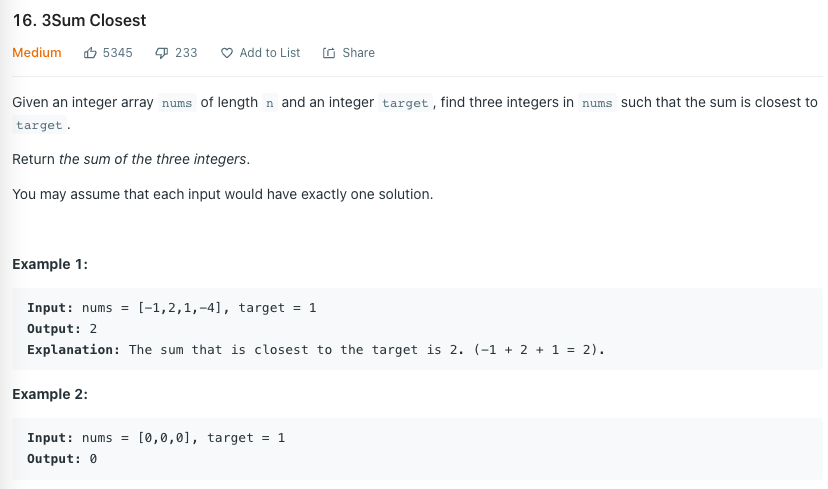 16. 3Sum Closest
Medium 5345 233 Add to List Share
Given an integer array nums of length n and an integer target, find three integers in nums such that the sum is closest to
target.
Return the sum of the three integers.
You may assume that each input would have exactly one solution.
Example 1:
Input: nums = [-1,2,1,-4], target = 1
Output: 2
Explanation: The sum that is closest to the target is 2. (-1 + 2 + 1 = 2).
Example 2:
Input: nums = [0,0,0], target = 1
Output: 0